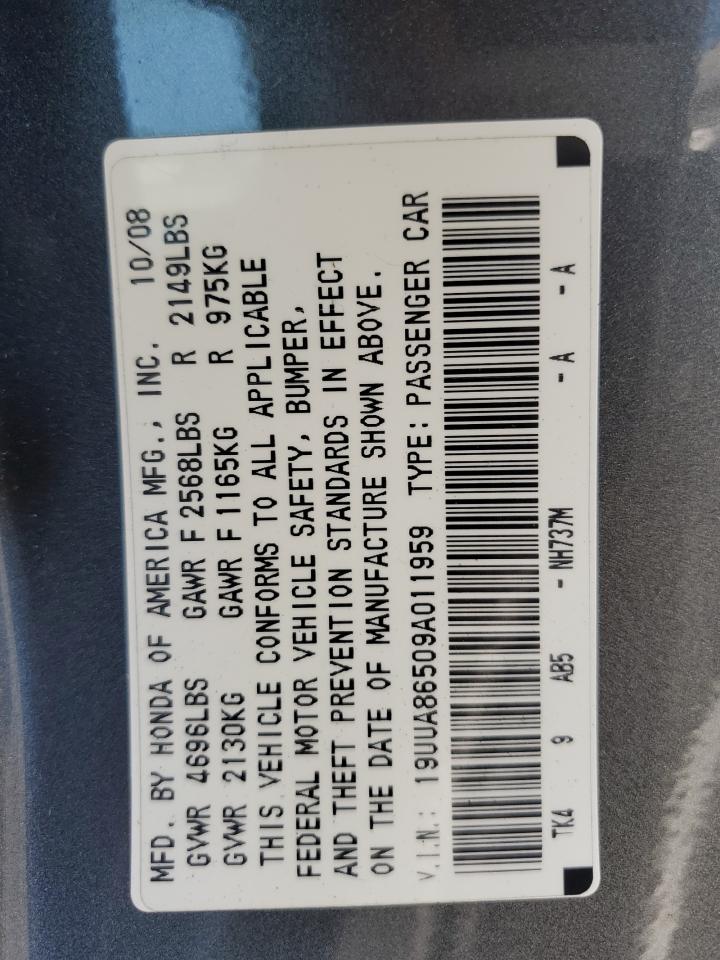 MFD. BY HONDA OF AMERICA MFG., INC. 10/08
GVWR 4696LBS GAWR F 2568LBS R 2149LBS
GVWR 2130KG GAWR F 1165KG R 975KG
THIS VEHICLE CONFORMS TO ALL APPLICABLE
FEDERAL MOTOR VEHICLE SAFETY, BUMPER,
AND THEFT PREVENTION STANDARDS IN EFFECT
ON THE DATE OF MANUFACTURE SHOWN ABOVE.
V.I.N.: 19UUA86509A011959 TYPE: PASSENGER CAR
TK4 9 AB5 - NH737M - A - A